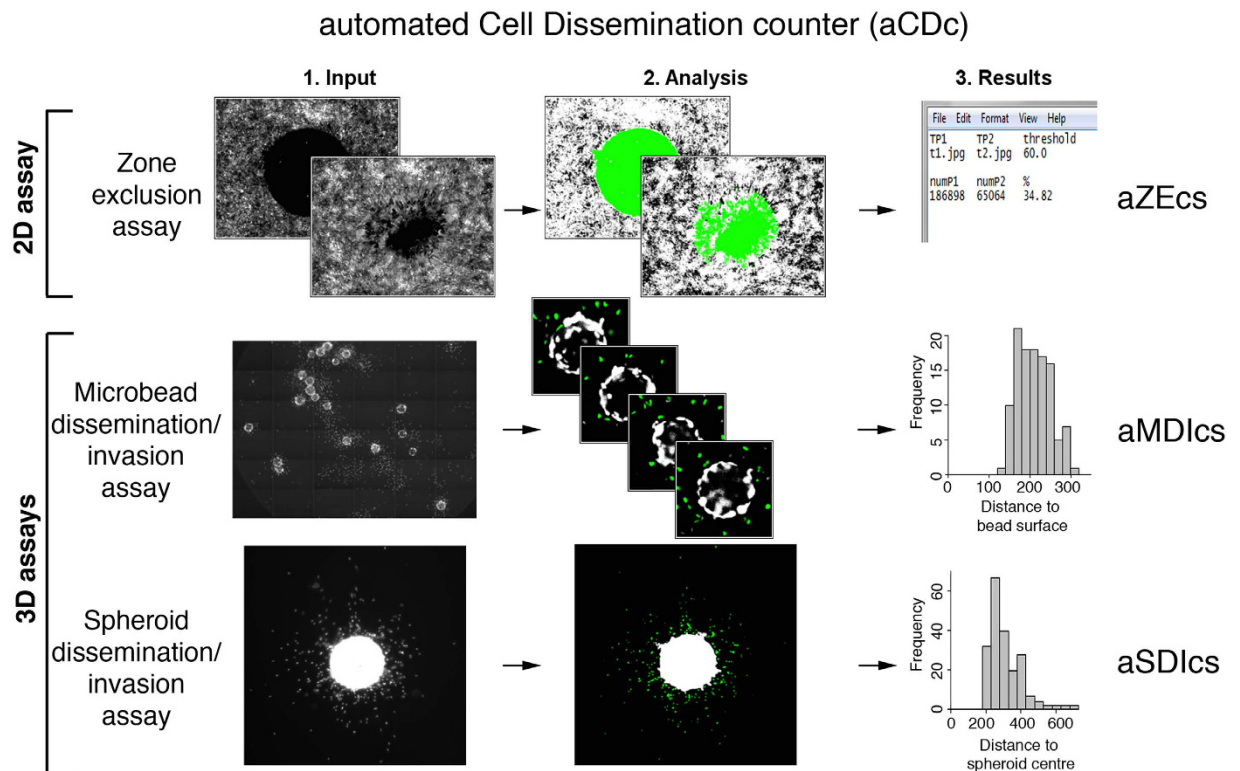 automated Cell Dissemination counter (aCDc)
1. Input
2. Analysis
3. Results
2D assay
Zone
exclusion
assay
File Edit Format View Help
TP1 TP2 threshold
t1.jpg t2.jpg 60.0
numP1 numP2 %
186898 65064 34.82
aZEcs
3D assays
Microbead
dissemination/
invasion
assay
Frequency
20
15
10
5
0
0 100 200 300
Distance to
bead surface
aMDIcs
Spheroid
dissemination/
invasion
assay
Frequency
60
40
20
0
0 200 400 600
Distance to
spheroid centre
aSDIcs